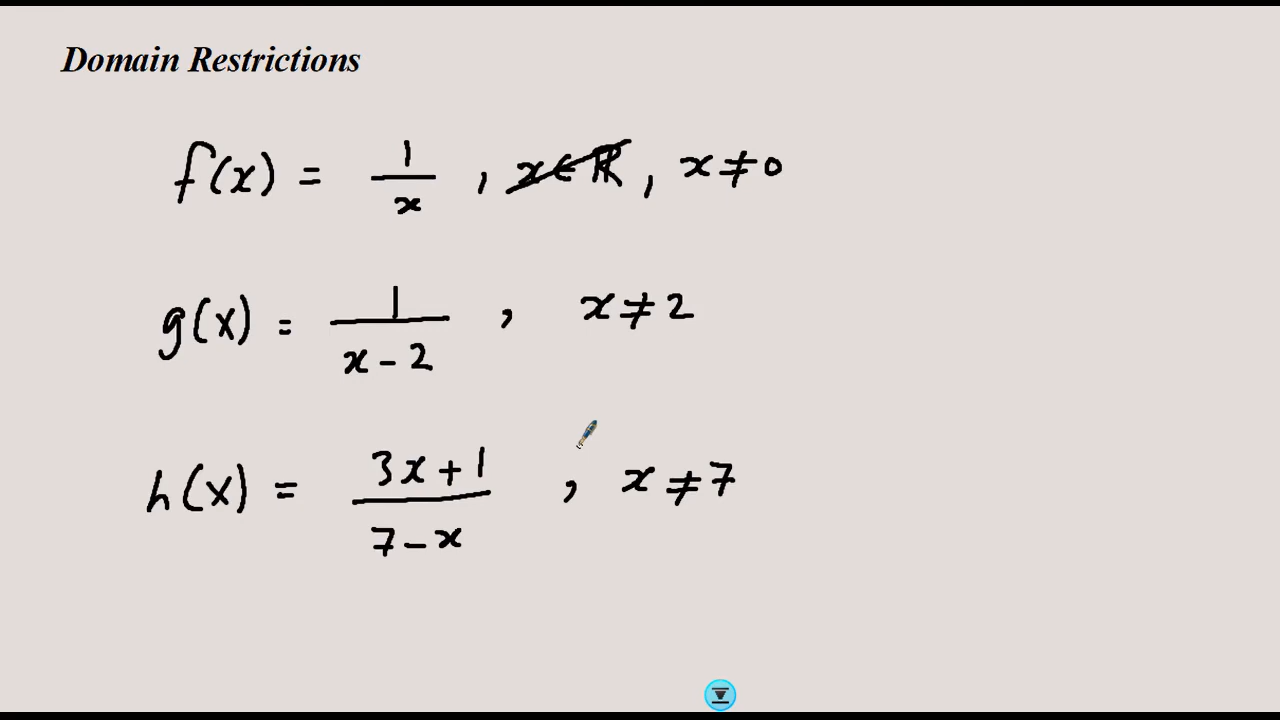 Domain Restrictions
f(x) = 1/x , x∈ℝ , x≠0
g(x) = 1/(x-2) , x≠2
h(x) = (3x+1)/(7-x) , x≠7